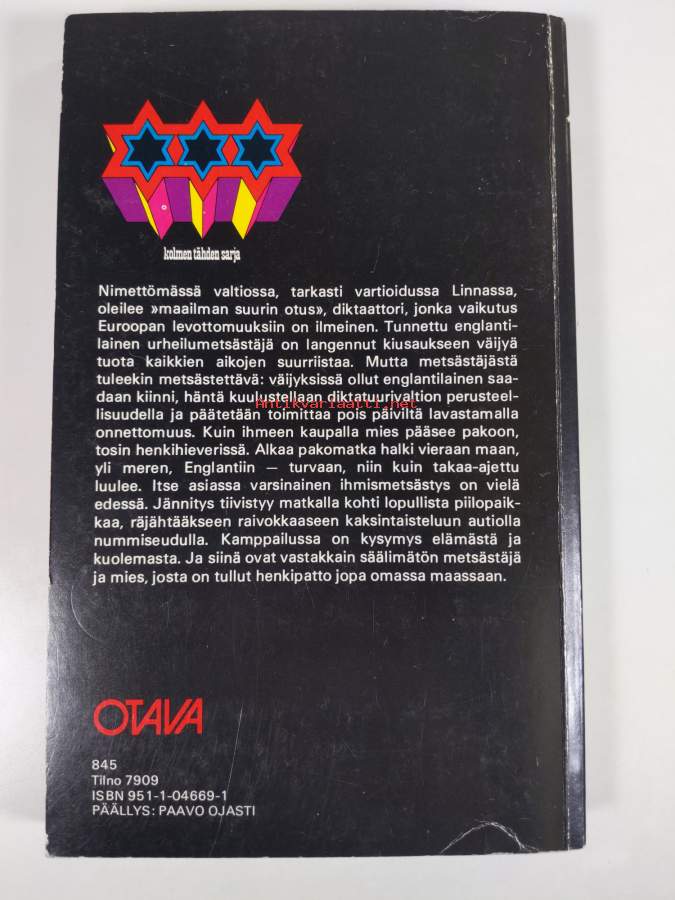 kolmen tähden sarja
Nimettömässä valtiossa, tarkasti vartioidussa Linnassa,
oleilee »maailman suurin otus», diktaattori, jonka vaikutus
Euroopan levottomuuksiin on ilmeinen. Tunnettu englanti-
lainen urheilumetsästäjä on langennut kiusaukseen väijyä
tuota kaikkien aikojen suurriistaa. Mutta metsästäjästä
tuleekin metsästettävä: väijyksissä ollut englantilainen saa-
daan kiinni, häntä kuulustellaan diktatuurivaltion perusteel-
Antikvariaatti.net
lisuudella ja päätetään toimittaa pois päiviltä lavastamalla
onnettomuus. Kuin ihmeen kaupalla mies pääsee pakoon,
tosin henkihieverissä. Alkaa pakomatka halki vieraan maan,
yli meren, Englantiin — turvaan, niin kuin takaa-ajettu
luulee. Itse asiassa varsinainen ihmismetsästys on vielä
edessä. Jännitys tiivistyy matkalla kohti lopullista piilopaik-
kaa, räjähtääkseen raivokkaaseen kaksintaisteluun autiolla
nummiseudulla. Kamppailussa on kysymys elämästä ja
kuolemasta. Ja siinä ovat vastakkain säälimätön metsästäjä
ja mies, josta on tullut henkipatto jopa omassa maassaan.
OTAVA
845
Tilno 7909
ISBN 951-1-04669-1
PÄÄLLYS: PAAVO OJASTI